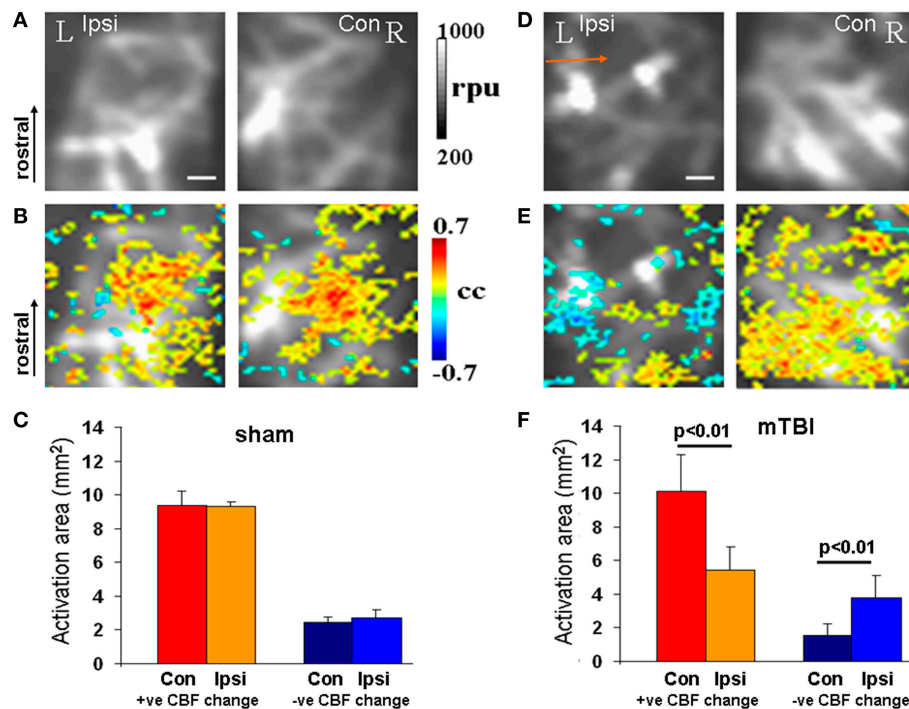 A
L Ipsi
Con R
1000
rpu
200
rostral
B
0.7
cc
-0.7
rostral
C
sham
Activation area (mm²)
14
12
10
8
6
4
2
0
Con Ipsi Con Ipsi
+ve CBF change -ve CBF change
D
L Ipsi
Con R
E
F
mTBI
Activation area (mm²)
14
12
10
8
6
4
2
0
p<0.01
p<0.01
Con Ipsi Con Ipsi
+ve CBF change -ve CBF change